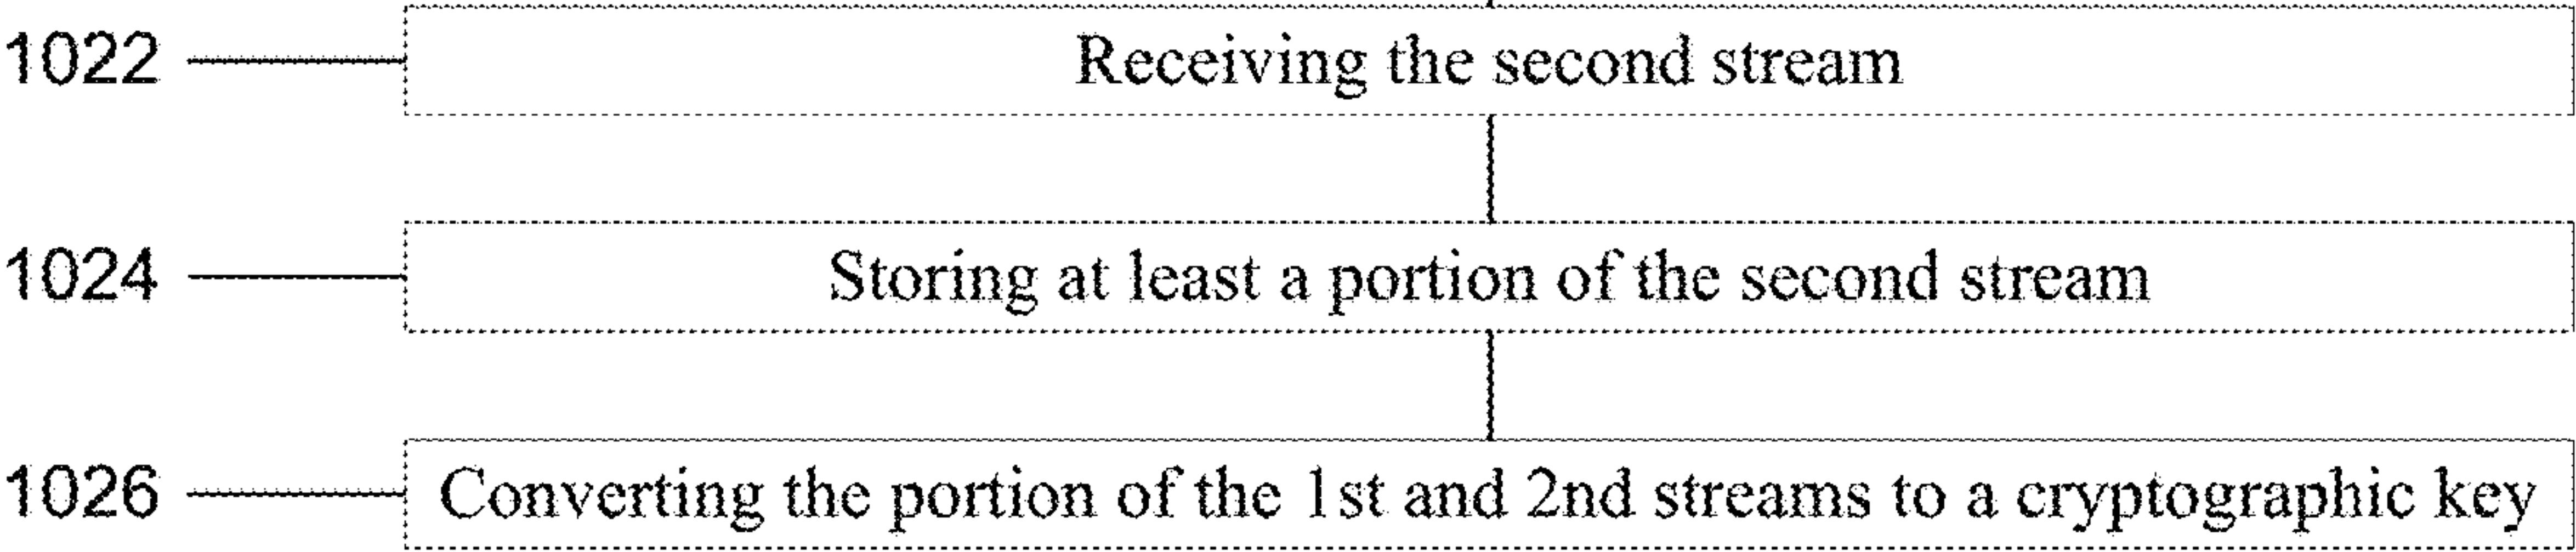 1022 Receiving the second stream
1024 Storing at least a portion of the second stream
1026 Converting the portion of the 1st and 2nd streams to a cryptographic key